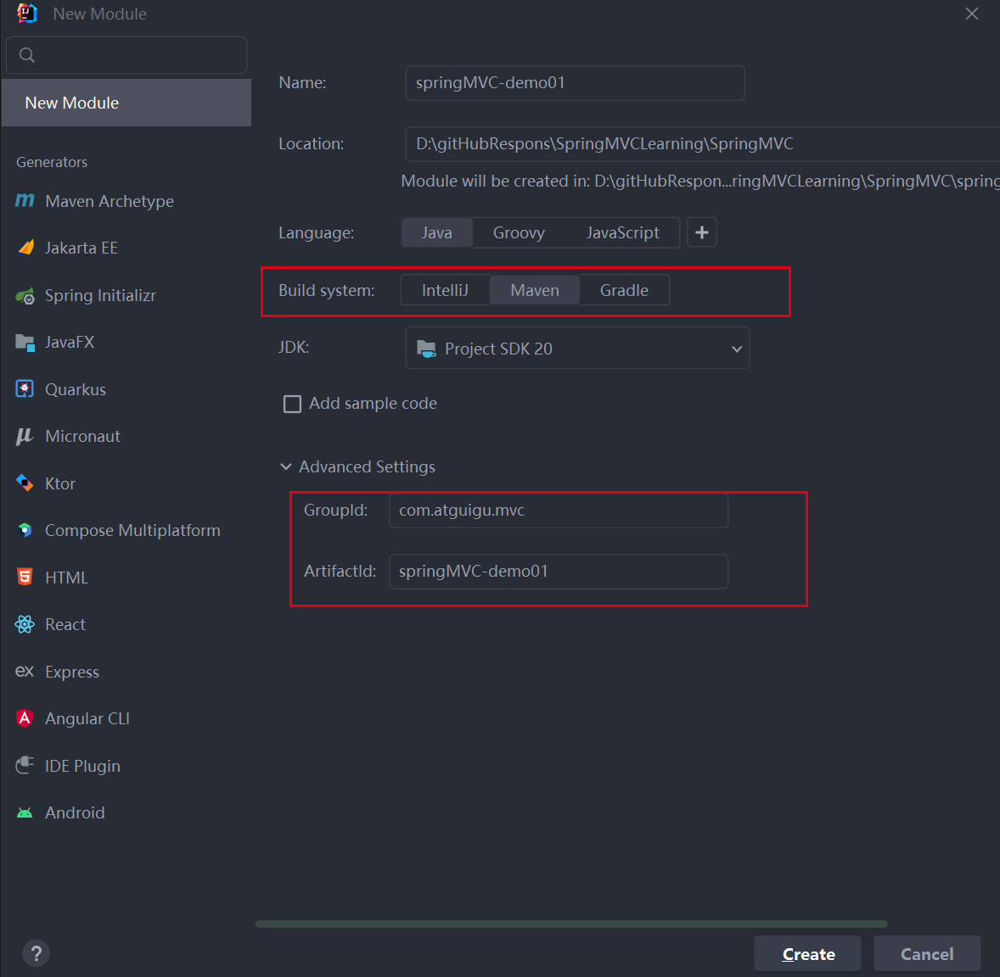 New Module
New Module
Generators
Maven Archetype
Jakarta EE
Spring Initializr
JavaFX
Quarkus
Micronaut
Ktor
Compose Multiplatform
HTML
React
Express
Angular CLI
IDE Plugin
Android
Name: springMVC-demo01
Location: D:\gitHubRespons\SpringMVCLearning\SpringMVC
Module will be created in: D:\gitHubRespon...ringMVCLearning\SpringMVC\spring
Language: Java Groovy JavaScript +
Build system: IntelliJ Maven Gradle
JDK: Project SDK 20
Add sample code
Advanced Settings
GroupId: com.atguigu.mvc
ArtifactId: springMVC-demo01
? Create Cancel